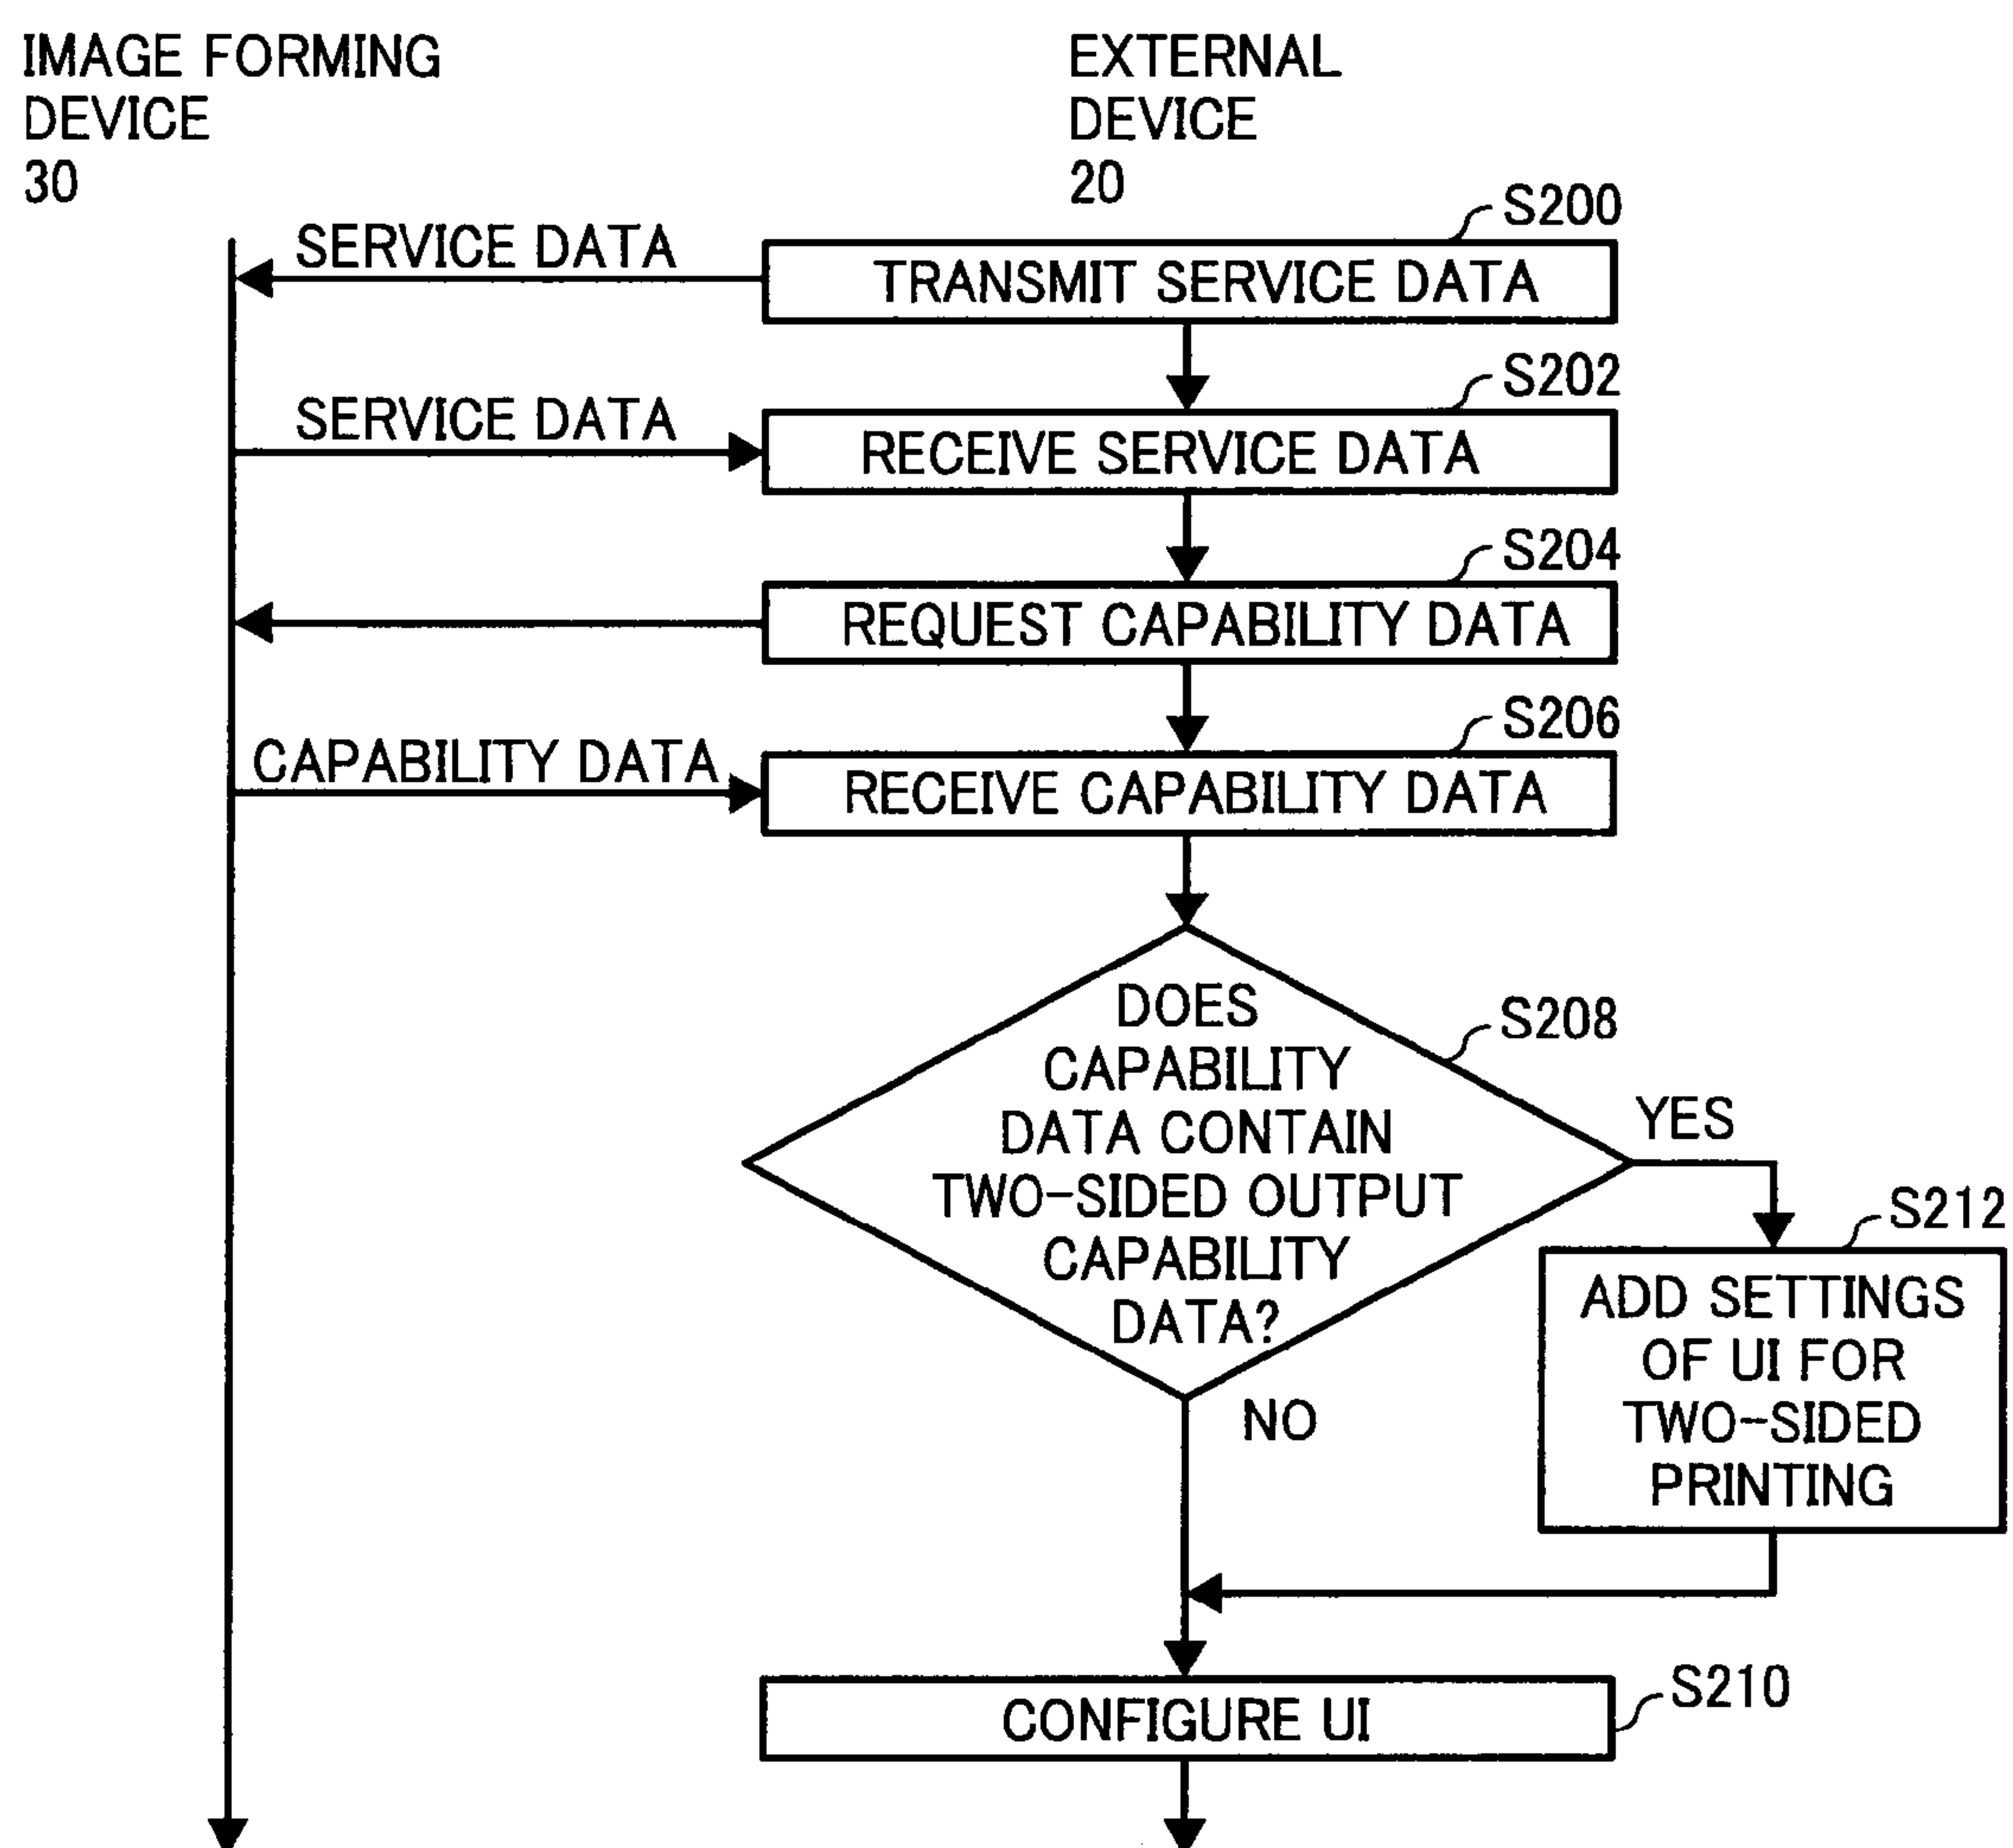 IMAGE FORMING
DEVICE
30
EXTERNAL
DEVICE
20
S200
SERVICE DATA
TRANSMIT SERVICE DATA
S202
SERVICE DATA
RECEIVE SERVICE DATA
S204
REQUEST CAPABILITY DATA
S206
CAPABILITY DATA
RECEIVE CAPABILITY DATA
DOES
CAPABILITY
DATA CONTAIN
TWO-SIDED OUTPUT
CAPABILITY
DATA?
S208
YES
NO
S212
ADD SETTINGS
OF UI FOR
TWO-SIDED
PRINTING
CONFIGURE UI
S210